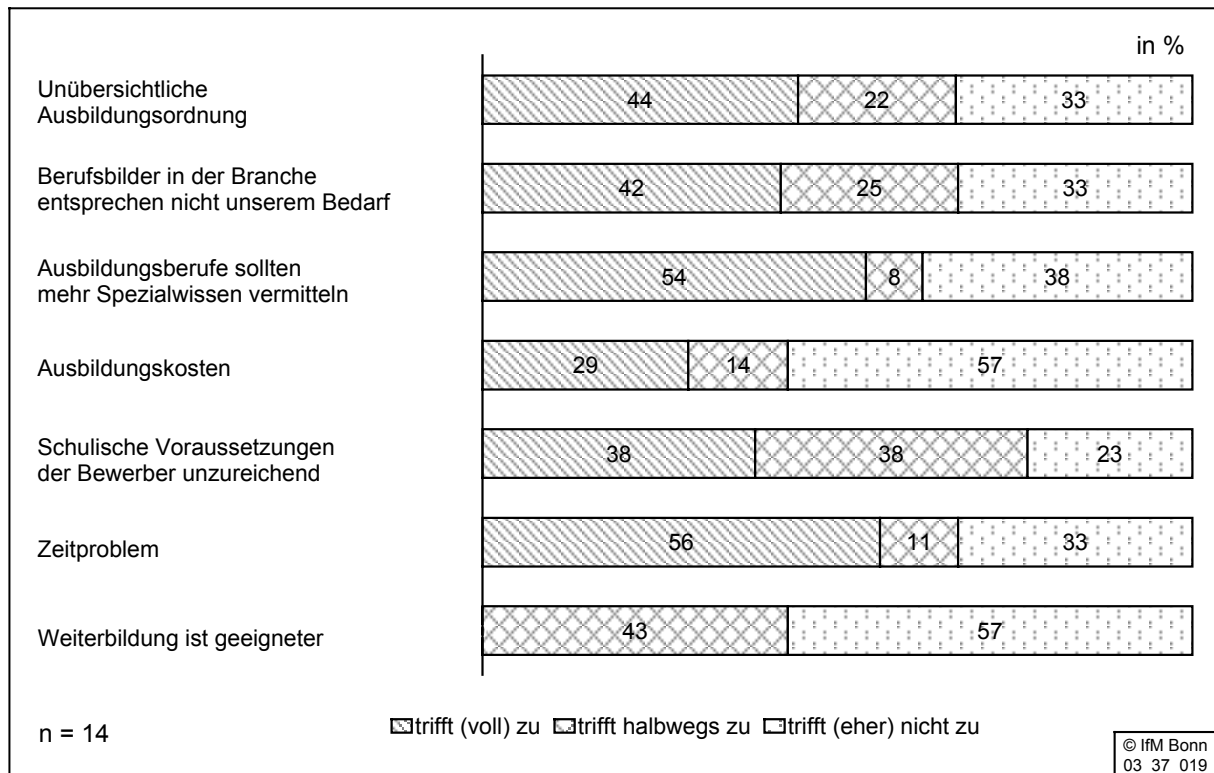 in %
Unübersichtliche
Ausbildungsordnung
44 22 33
Berufsbilder in der Branche
entsprechen nicht unserem Bedarf
42 25 33
Ausbildungsberufe sollten
mehr Spezialwissen vermitteln
54 8 38
Ausbildungskosten
29 14 57
Schulische Voraussetzungen
der Bewerber unzureichend
38 38 23
Zeitproblem
56 11 33
Weiterbildung ist geeigneter
43 57
n = 14
trifft (voll) zu trifft halbwegs zu trifft (eher) nicht zu
© IfM Bonn
03 37 019